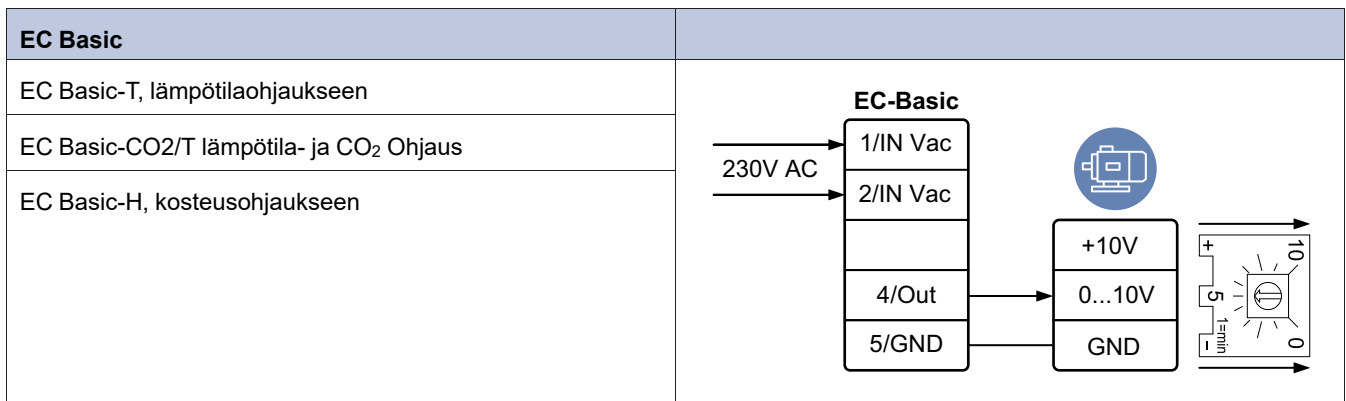 EC Basic
EC Basic-T, lämpötilaohjaukseen
EC Basic-CO2/T lämpötila- ja CO₂ Ohjaus
EC Basic-H, kosteusohjaukseen
EC-Basic
230V AC
1/IN Vac
2/IN Vac
4/Out
5/GND
+10V
0...10V
GND
+
5
-
1=min
10
0